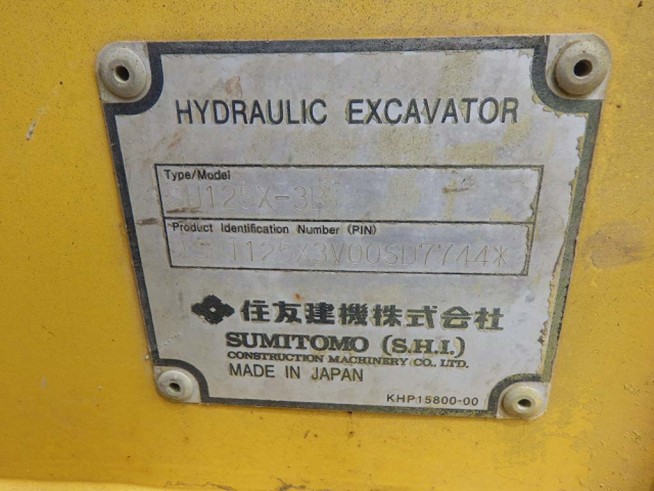 HYDRAULIC EXCAVATOR
Type/Model
Product Identification Number (PIN)
住友建機株式会社
SUMITOMO (S.H.I.)
CONSTRUCTION MACHINERY CO., LTD.
MADE IN JAPAN
KHP15800-00